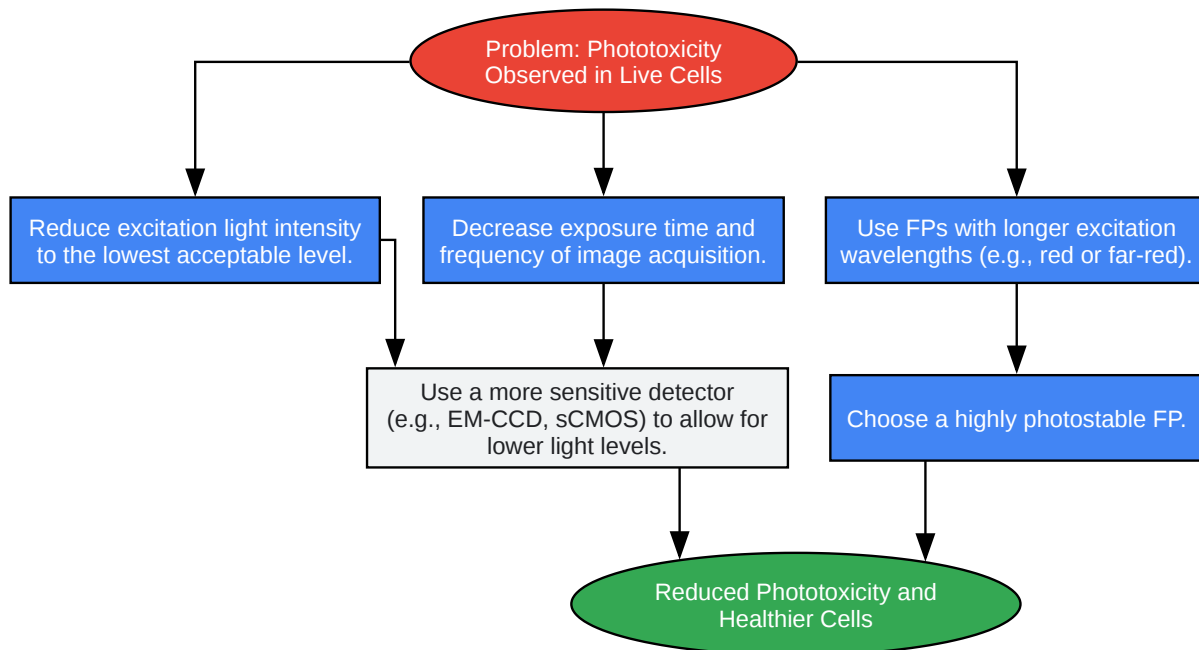 Problem: Phototoxicity
Observed in Live Cells
Reduce excitation light intensity
to the lowest acceptable level.
Decrease exposure time and
frequency of image acquisition.
Use FPs with longer excitation
wavelengths (e.g., red or far-red).
Use a more sensitive detector
(e.g., EM-CCD, sCMOS) to allow for
lower light levels.
Choose a highly photostable FP.
Reduced Phototoxicity and
Healthier Cells